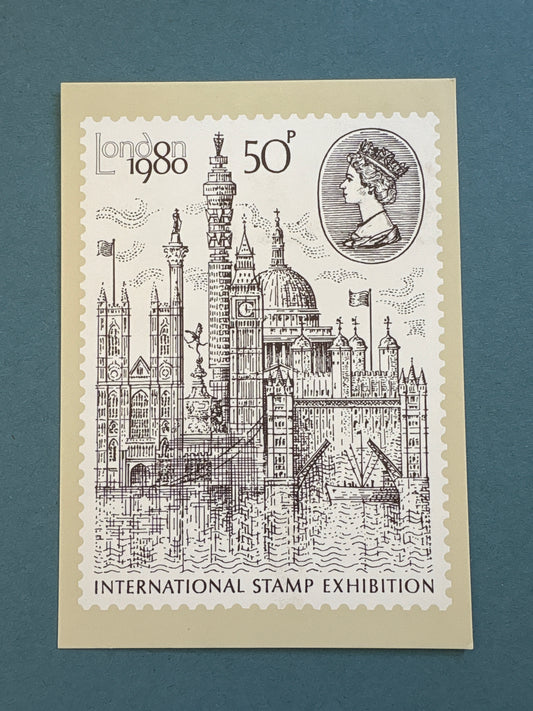 London
1980 50P
INTERNATIONAL STAMP EXHIBITION